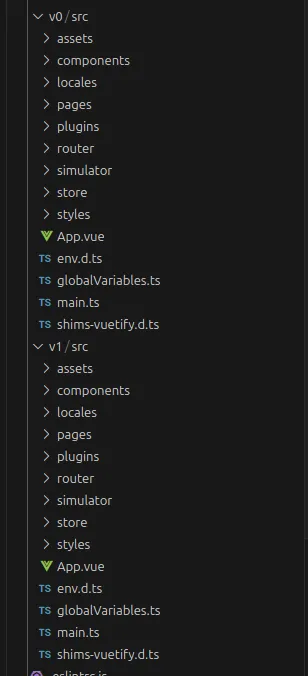 v0/src
assets
components
locales
pages
plugins
router
simulator
store
styles
App.vue
TS env.d.ts
TS globalVariables.ts
TS main.ts
TS shims-vuetify.d.ts
v1/src
assets
components
locales
pages
plugins
router
simulator
store
styles
App.vue
TS env.d.ts
TS globalVariables.ts
TS main.ts
TS shims-vuetify.d.ts
.eslintrc.js